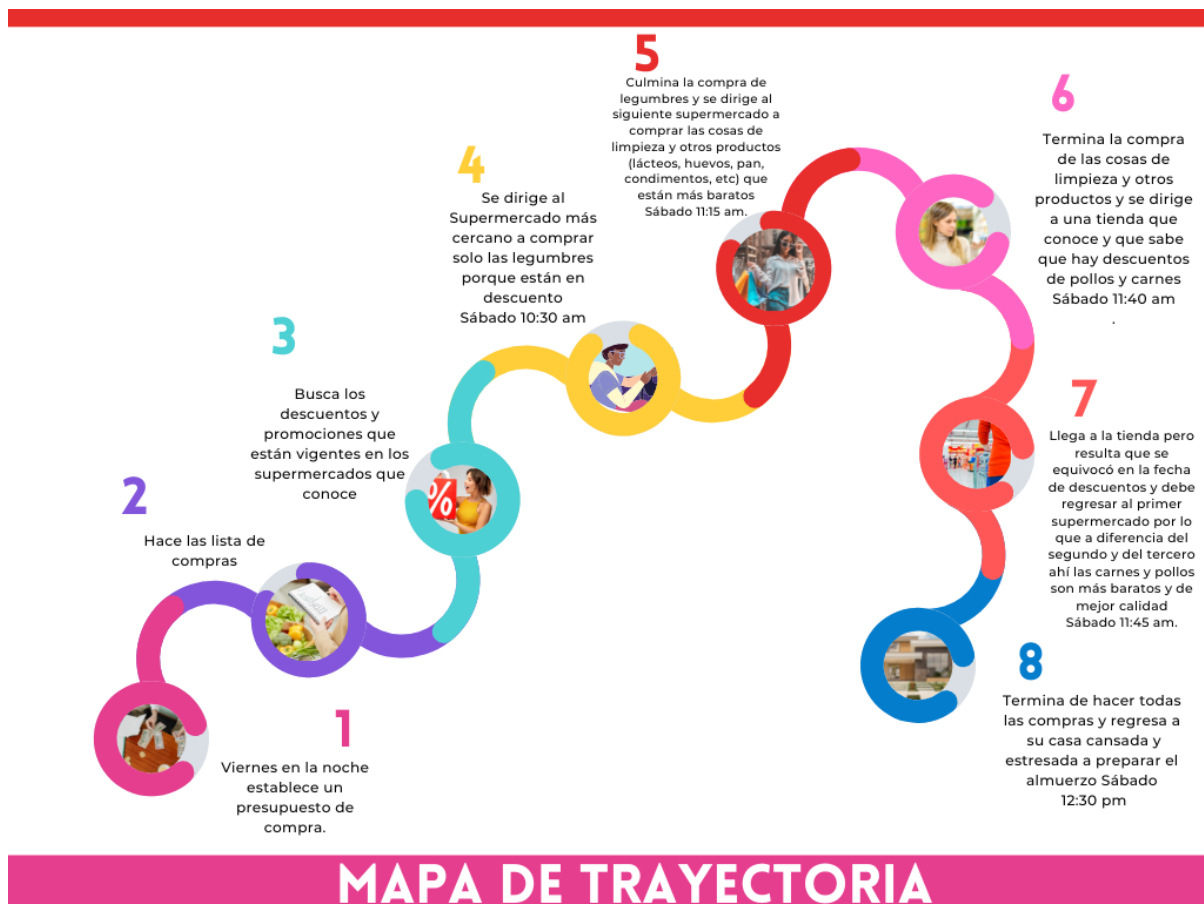 1
Viernes en la noche
establece un
presupuesto de
compra.
2
Hace las lista de
compras
3
Busca los
descuentos y
promociones que
están vigentes en los
supermercados que
conoce
4
Se dirige al
Supermercado más
cercano a comprar
solo las legumbres
porque están en
descuento
Sábado 10:30 am
5
Culmina la compra de
legumbres y se dirige al
siguiente supermercado a
comprar las cosas de
limpieza y otros productos
(lácteos, huevos, pan,
condimentos, etc) que
están más baratos
Sábado 11:15 am.
6
Termina la compra
de las cosas de
limpieza y otros
productos y se dirige
a una tienda que
conoce y que sabe
que hay descuentos
de pollos y carnes
Sábado 11:40 am
.
7
Llega a la tienda pero
resulta que se
equivocó en la fecha
de descuentos y debe
regresar al primer
supermercado por lo
que a diferencia del
segundo y del tercero
ahí las carnes y pollos
son más baratos y de
mejor calidad
Sábado 11:45 am.
8
Termina de hacer todas
las compras y regresa a
su casa cansada y
estresada a preparar el
almuerzo Sábado
12:30 pm
%
MAPA DE TRAYECTORIA